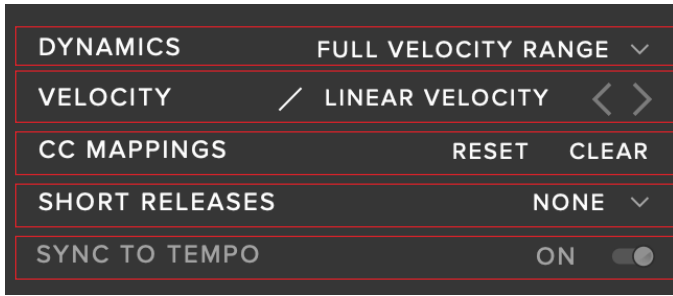 DYNAMICS FULL VELOCITY RANGE
VELOCITY LINEAR VELOCITY
CC MAPPINGS RESET CLEAR
SHORT RELEASES NONE
SYNC TO TEMPO ON